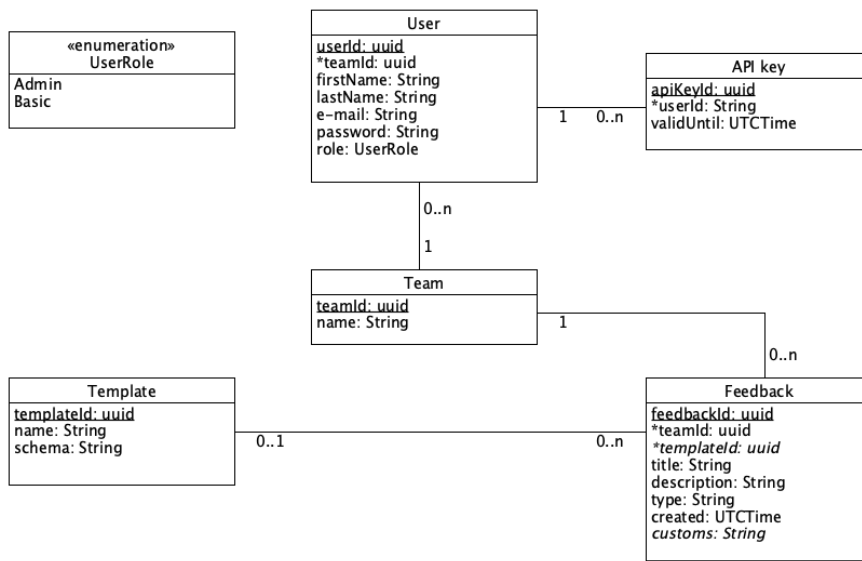 «enumeration»
UserRole
Admin
Basic
User
userId: uuid
*teamId: uuid
firstName: String
lastName: String
e-mail: String
password: String
role: UserRole
API key
apiKeyId: uuid
*userId: String
validUntil: UTCTime
1
0..n
0..n
1
Team
teamId: uuid
name: String
1
0..n
Template
templateId: uuid
name: String
schema: String
0..1
0..n
Feedback
feedbackId: uuid
*teamId: uuid
*templateId: uuid
title: String
description: String
type: String
created: UTCTime
customs: String